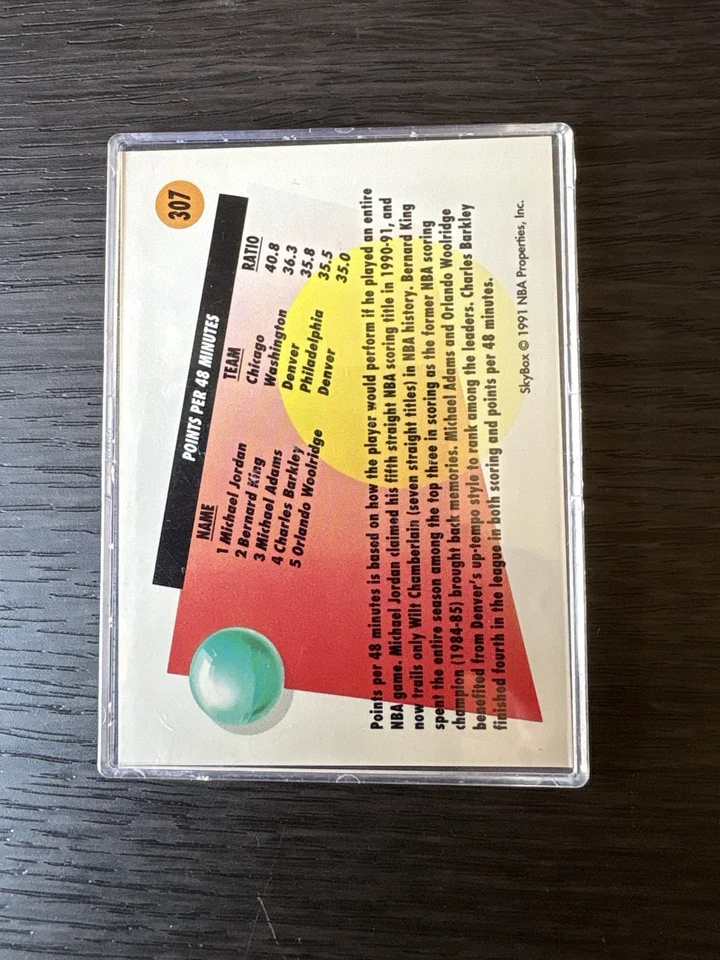 307
POINTS PER 48 MINUTES
NAME TEAM RATIO
1 Michael Jordan Chicago 40.8
2 Bernard King Washington 36.3
3 Michael Adams Denver 35.8
4 Charles Barkley Philadelphia 35.5
5 Orlando Woolridge Denver 35.0
Points per 48 minutes is based on how the player would perform if he played an entire
NBA game. Michael Jordan claimed his fifth straight NBA scoring title in 1990-91, and
now trails only Wilt Chamberlain (seven straight titles) in NBA history. Bernard King
spent the entire season among the top three in scoring as the former NBA scoring
champion (1984-85) brought back memories. Michael Adams and Orlando Woolridge
benefited from Denver's up-tempo style to rank among the leaders. Charles Barkley
finished fourth in the league in both scoring and points per 48 minutes.
SkyBox © 1991 NBA Properties, Inc.